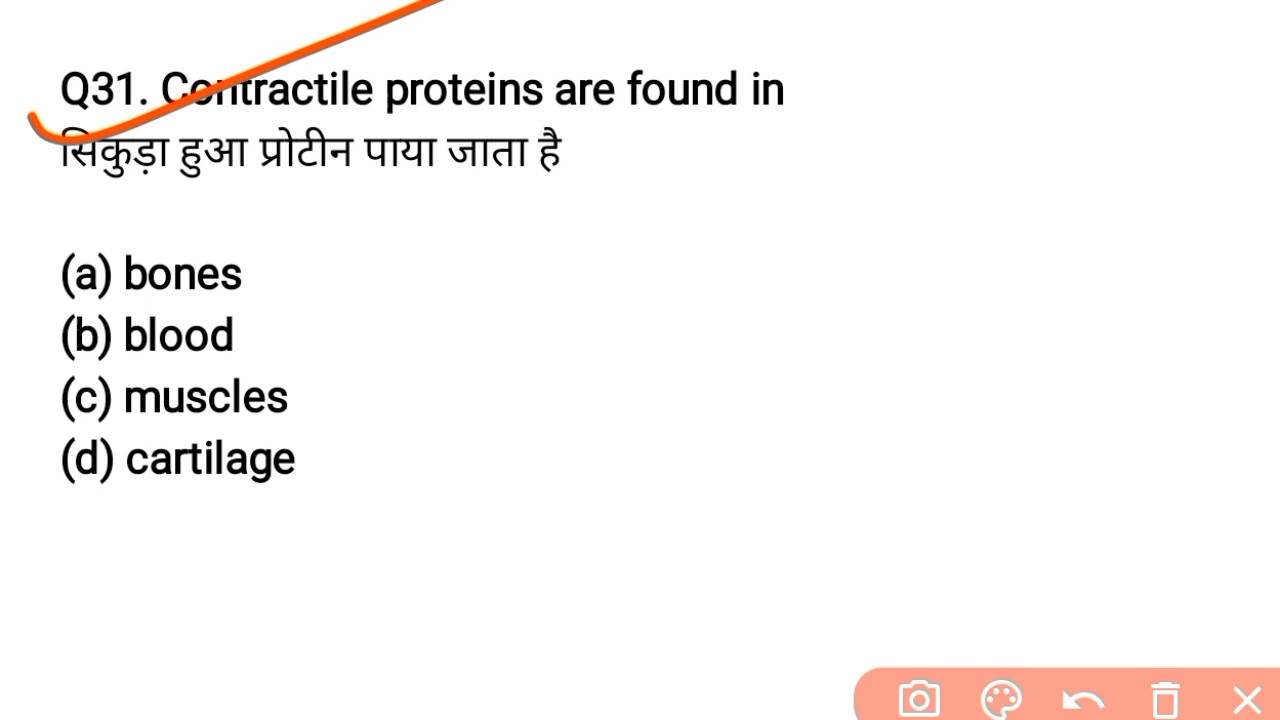 Q31. Contractile proteins are found in
सिकुड़ा हुआ प्रोटीन पाया जाता है
(a) bones
(b) blood
(c) muscles
(d) cartilage